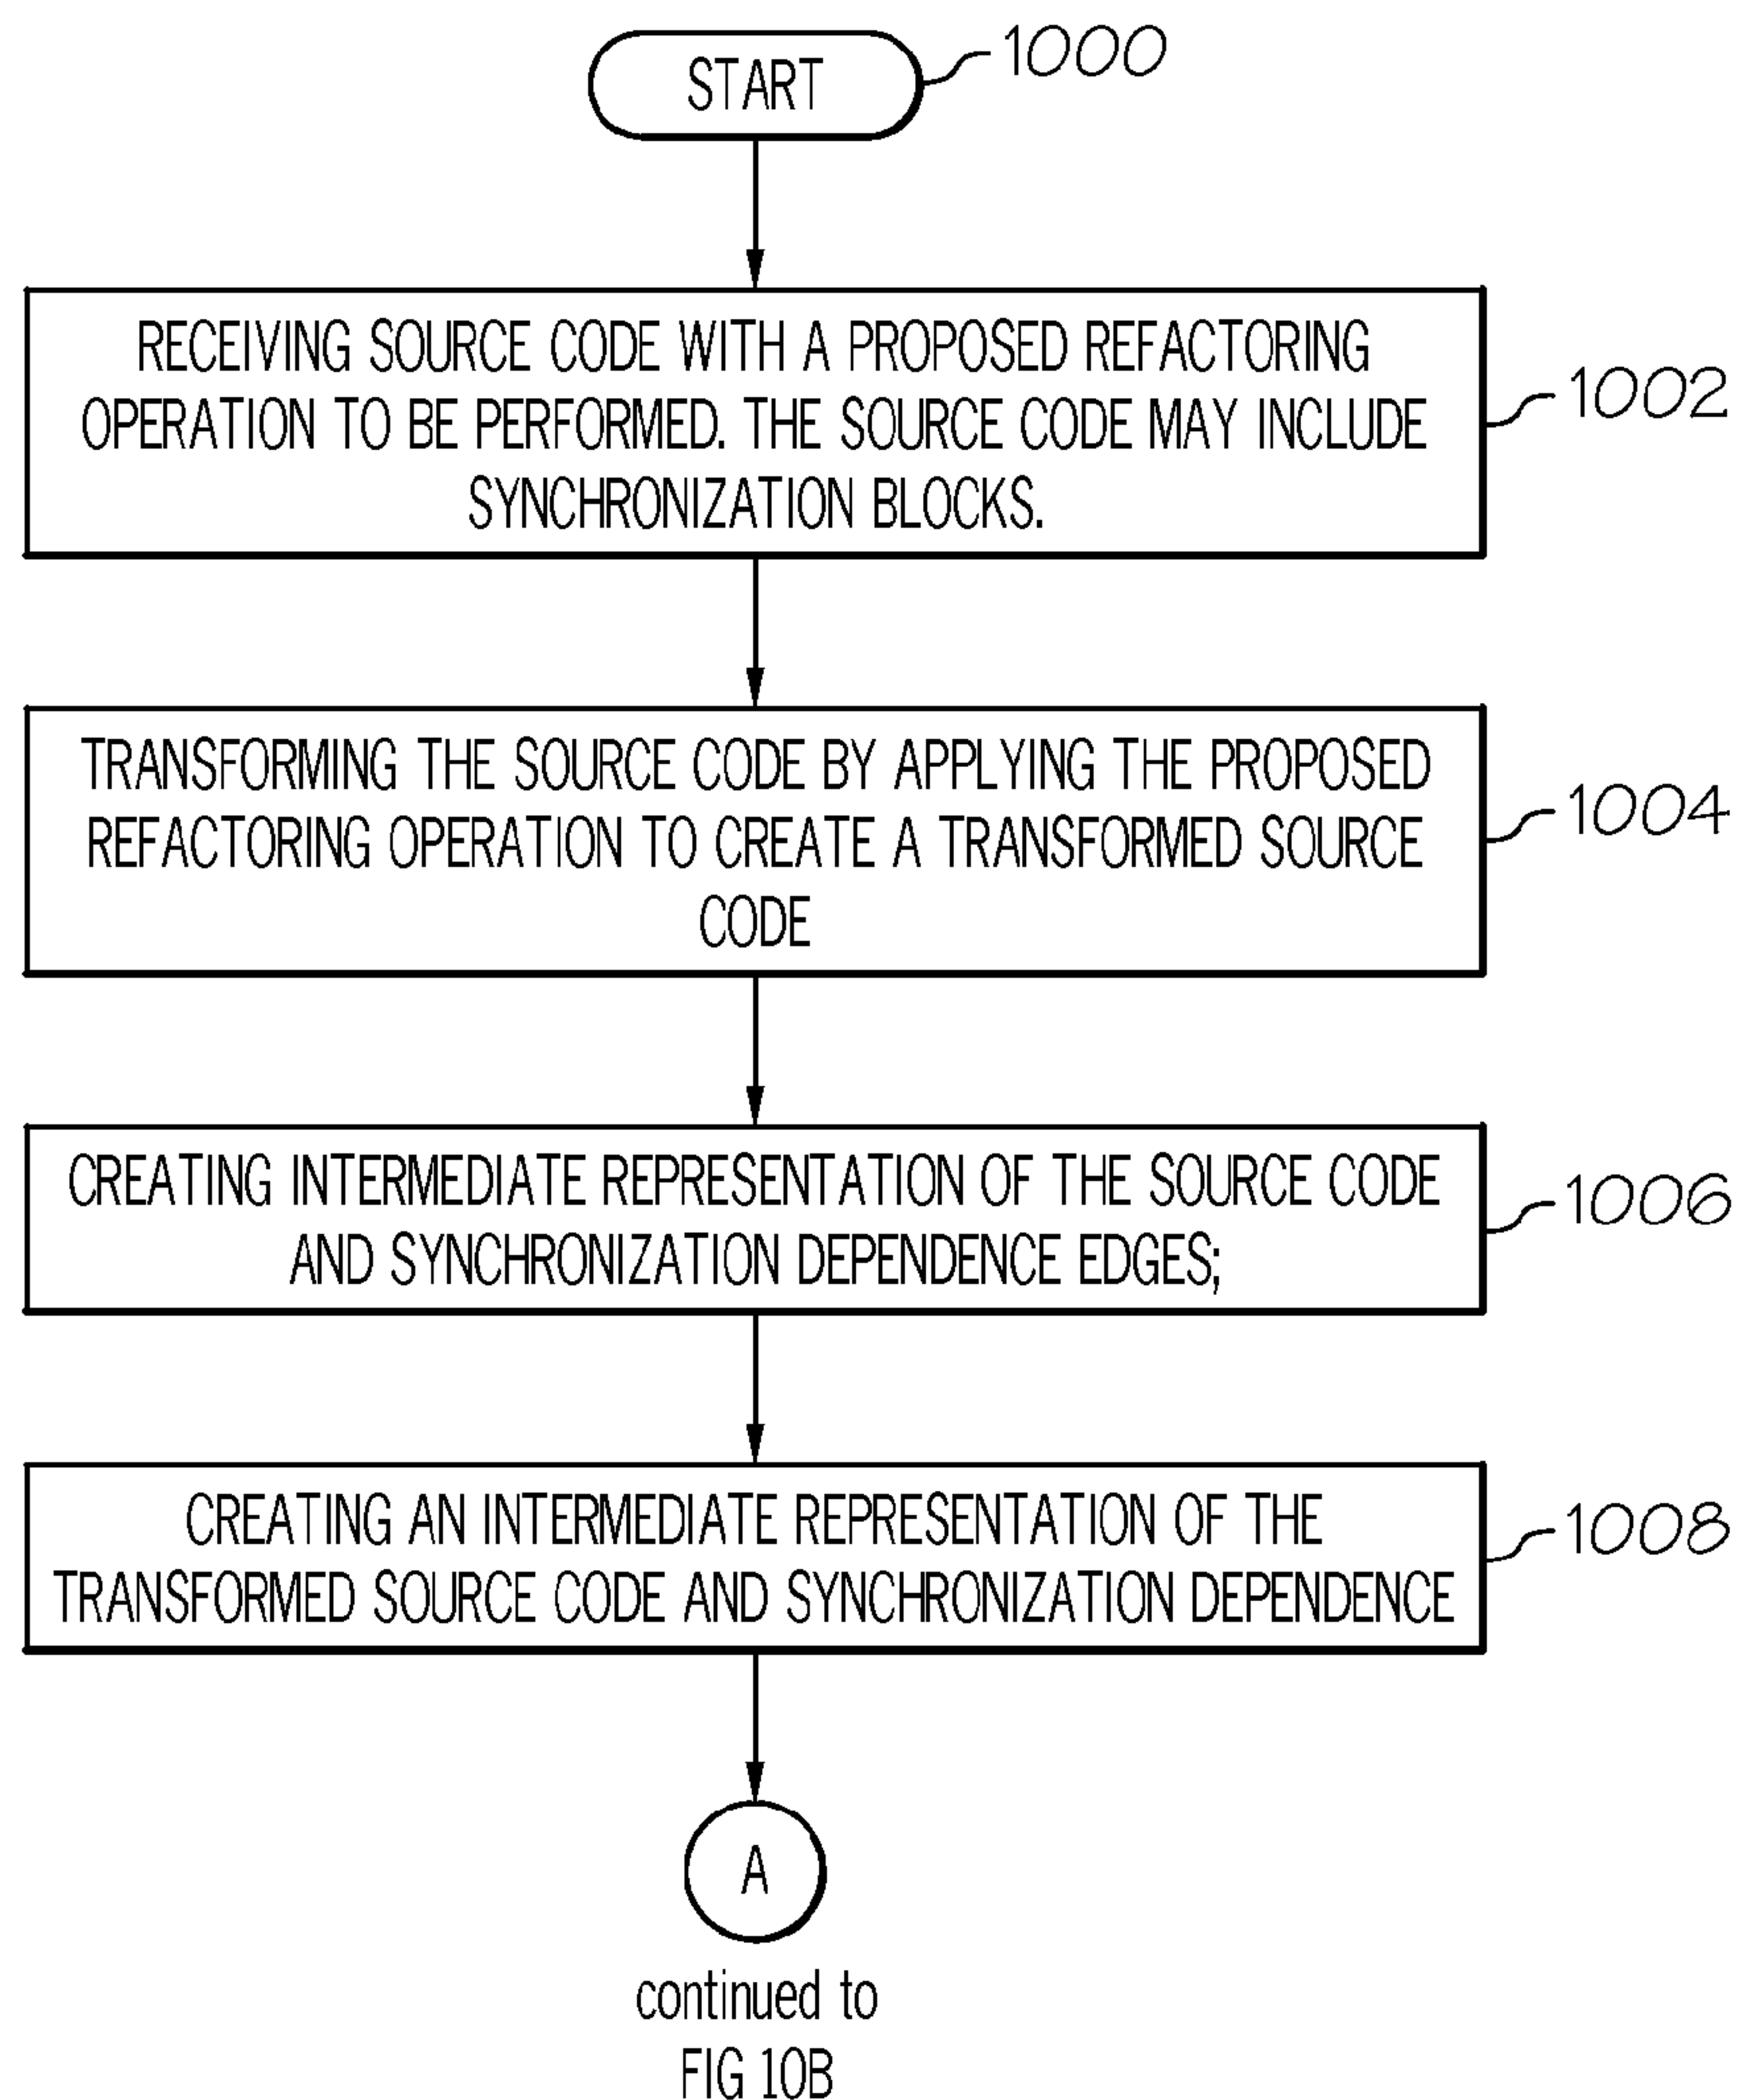 START
1000
RECEIVING SOURCE CODE WITH A PROPOSED REFACTORING
OPERATION TO BE PERFORMED. THE SOURCE CODE MAY INCLUDE
SYNCHRONIZATION BLOCKS.
1002
TRANSFORMING THE SOURCE CODE BY APPLYING THE PROPOSED
REFACTORING OPERATION TO CREATE A TRANSFORMED SOURCE
CODE
1004
CREATING INTERMEDIATE REPRESENTATION OF THE SOURCE CODE
AND SYNCHRONIZATION DEPENDENCE EDGES;
1006
CREATING AN INTERMEDIATE REPRESENTATION OF THE
TRANSFORMED SOURCE CODE AND SYNCHRONIZATION DEPENDENCE
1008
A
continued to
FIG 10B